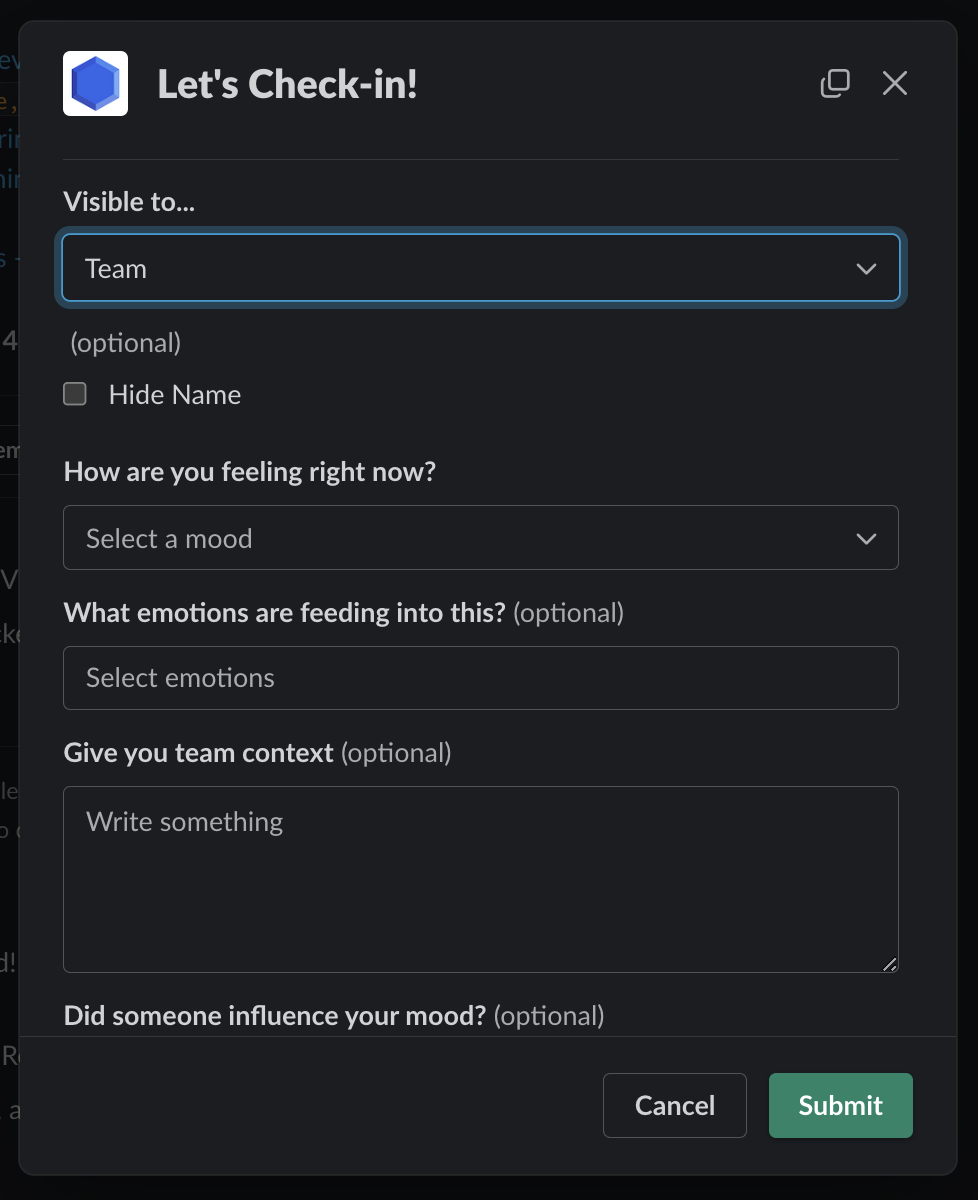 Let's Check-in!
Visible to...
Team
(optional)
Hide Name
How are you feeling right now?
Select a mood
What emotions are feeding into this? (optional)
Select emotions
Give you team context (optional)
Write something
Did someone influence your mood? (optional)
Cancel
Submit